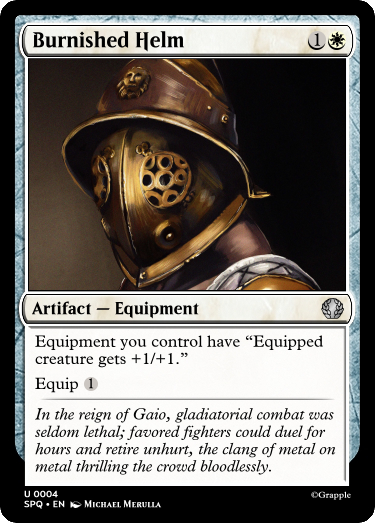 Burnished Helm 1
Artifact — Equipment
Equipment you control have “Equipped
creature gets +1/+1.”
Equip 1
In the reign of Gaio, gladiatorial combat was
seldom lethal; favored fighters could duel for
hours and retire unhurt, the clang of metal on
metal thrilling the crowd bloodlessly.
U 0004
SPQ • EN Michael Merulla
©Grapple